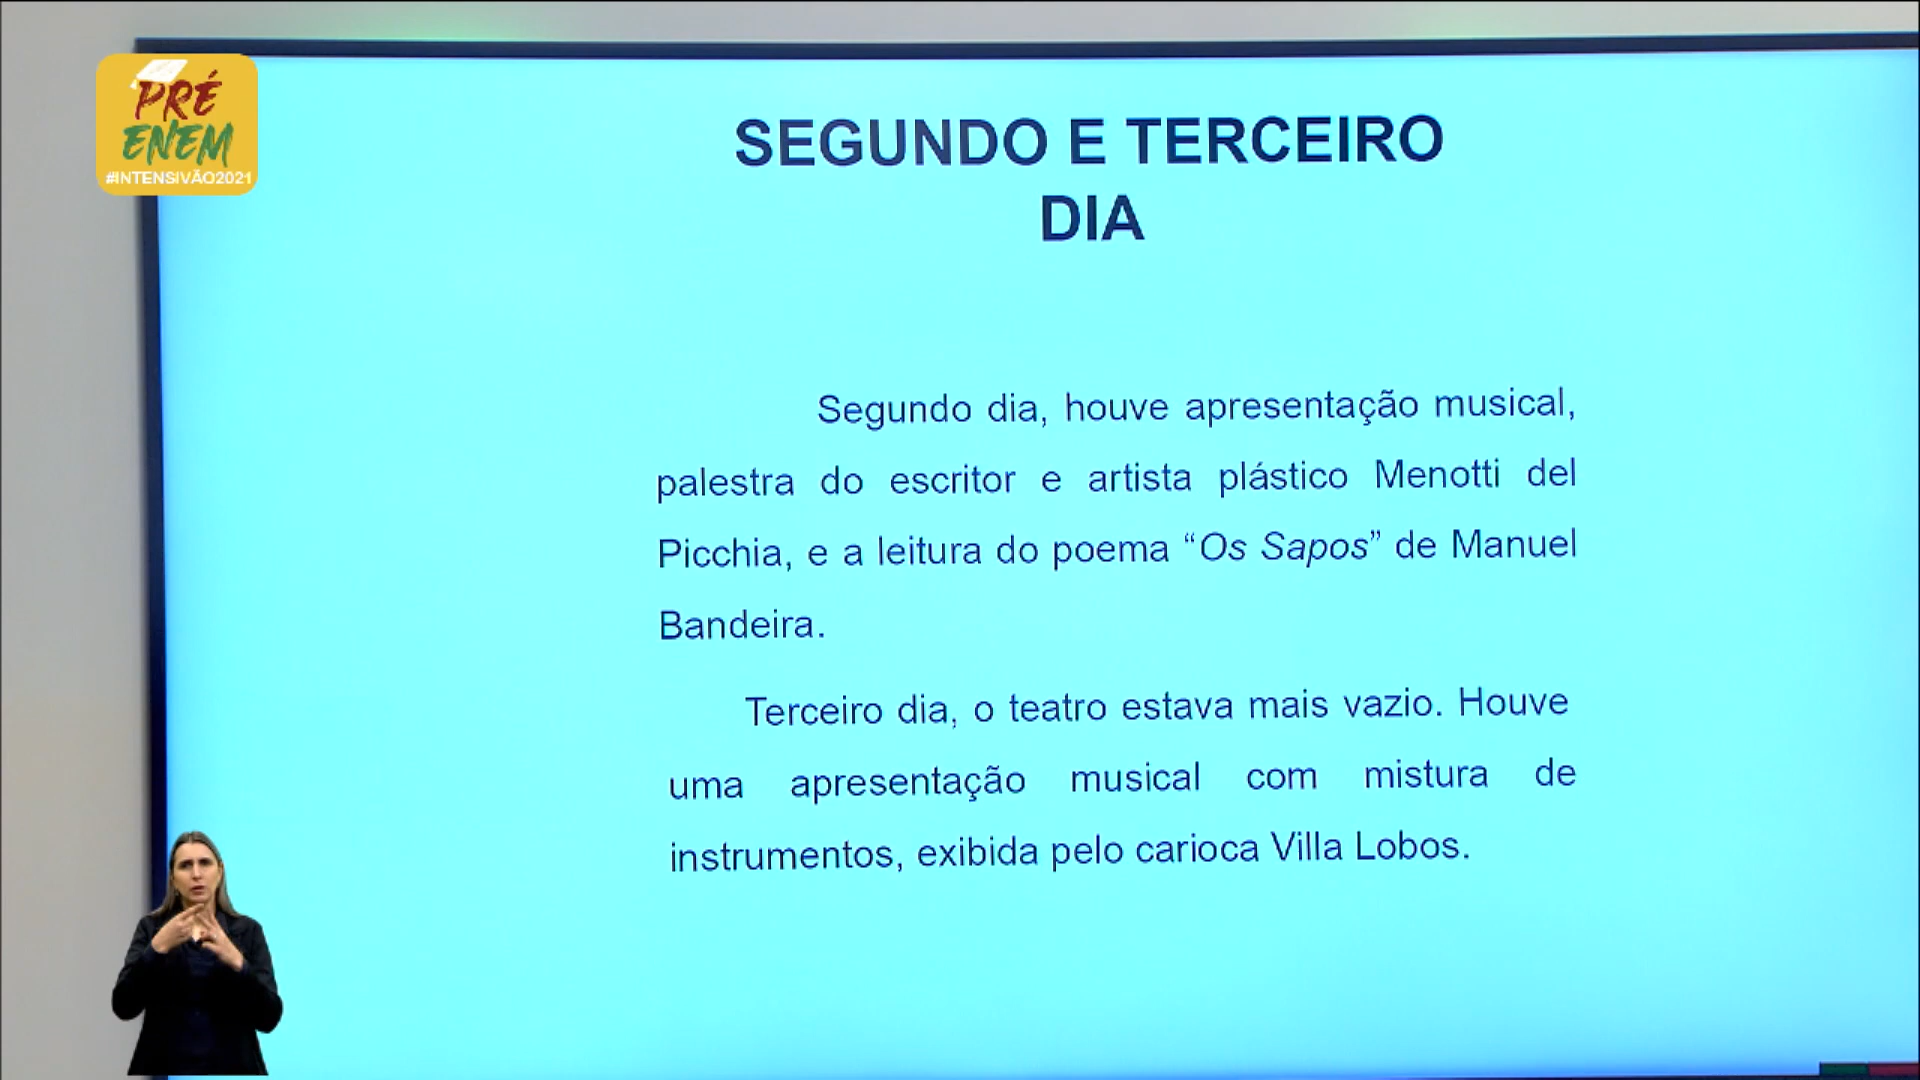 PRÉ
ENEM
#INTENSIVÃO2021
SEGUNDO E TERCEIRO
DIA
Segundo dia, houve apresentação musical,
palestra do escritor e artista plástico Menotti del
Picchia, e a leitura do poema “Os Sapos” de Manuel
Bandeira.
Terceiro dia, o teatro estava mais vazio. Houve
uma apresentação musical com mistura de
instrumentos, exibida pelo carioca Villa Lobos.